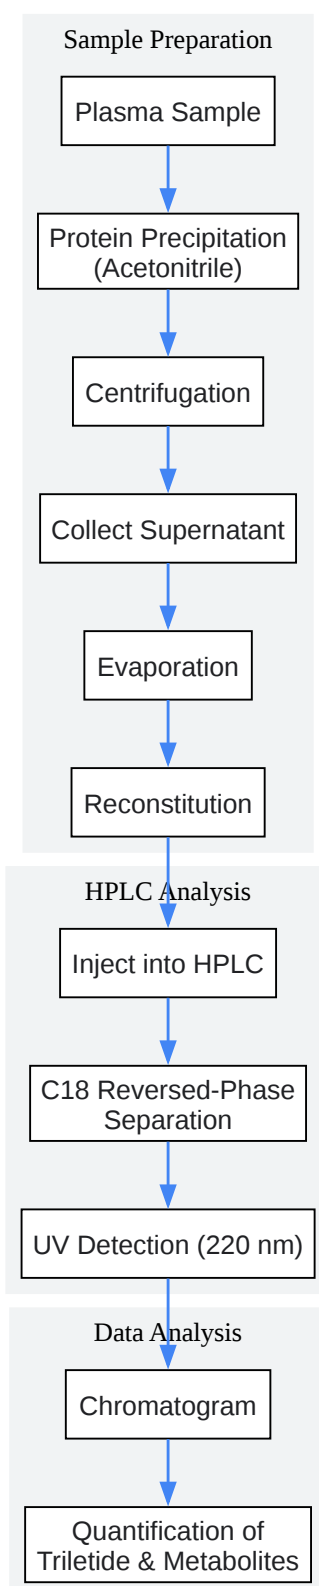 Sample Preparation
Plasma Sample
Protein Precipitation
(Acetonitrile)
Centrifugation
Collect Supernatant
Evaporation
Reconstitution
HPLC Analysis
Inject into HPLC
C18 Reversed-Phase
Separation
UV Detection (220 nm)
Data Analysis
Chromatogram
Quantification of
Triletide & Metabolites